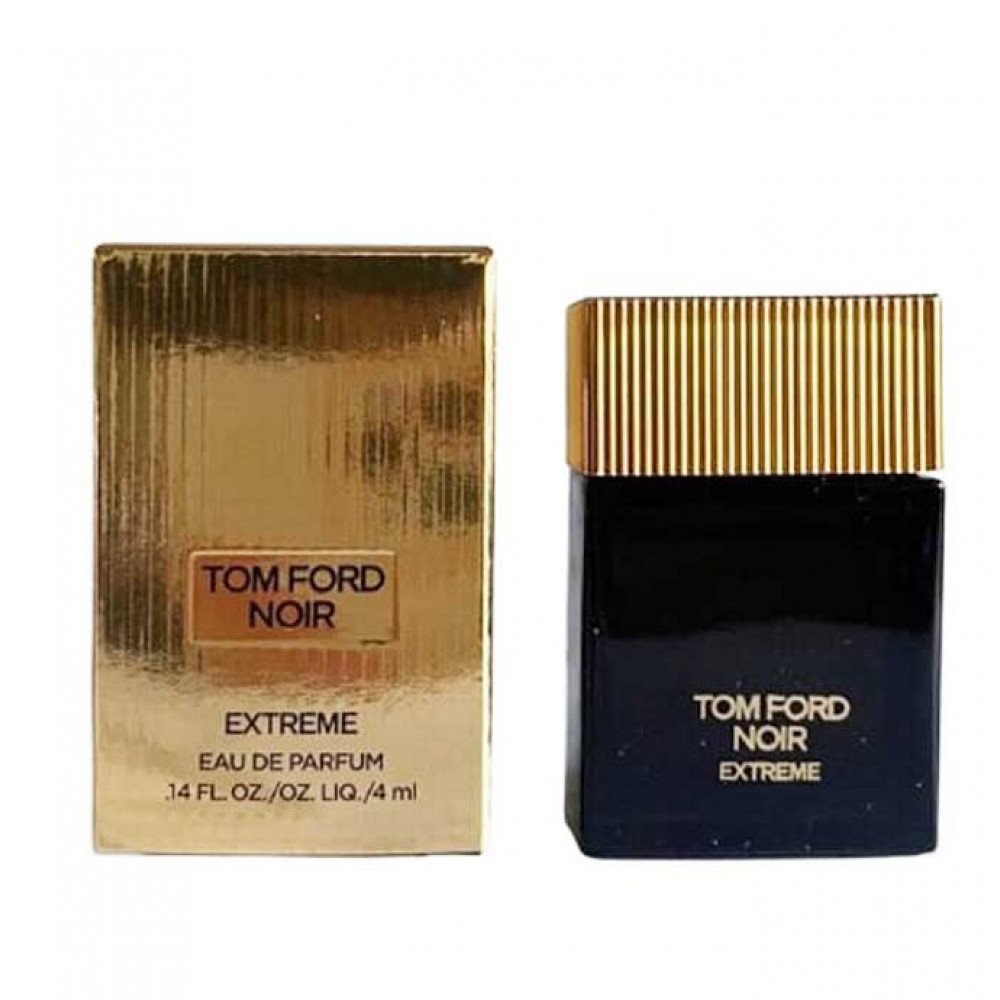 TOM FORD
NOIR
EXTREME
EAU DE PARFUM
.14 FL. OZ./OZ. LIQ./4 ml
TOM FORD
NOIR
EXTREME